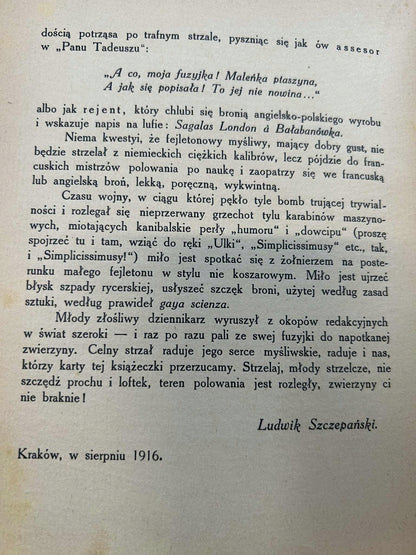 dością potrząsa po trafnym strzale, pyszniąc się jak ów assesor
w „Panu Tadeuszu":
„A co, moja fuzyjka! Maleńka ptaszyna,
A jak się popisała! To jej nie nowina..."
albo jak rejent, który chlubi się bronią angielsko-polskiego wyrobu
i wskazuje napis na lufie: Sagalas London à Bałabanówka.
Niema kwestyi, że fejletonowy myśliwy, mający dobry gust, nie
będzie strzelał z niemieckich ciężkich kalibrów, lecz pójdzie do fran-
cuskich mistrzów polowania po naukę i zaopatrzy się we francuską
lub angielską broń, lekką, poręczną, wykwintną.
Czasu wojny, w ciągu której pękło tyle bomb trującej trywial-
ności i rozlegał się nieprzerwany grzechot tylu karabinów maszyno-
wych, miotających kanibalskie perły „humoru" i „dowcipu" (proszę
spojrzeć tu i tam, wziąć do ręki „Ulki", „Simplicissimusy" etc., tak,
i „Simplicissimusy!") miło jest spotkać się z żołnierzem na poste-
runku małego fejletonu w stylu nie koszarowym. Miło jest ujrzeć
błysk szpady rycerskiej, usłyszeć szczęk broni, użytej według zasad
sztuki, według prawideł gaya scienza.
Młody złośliwy dziennikarz wyruszył z okopów redakcyjnych
w świat szeroki — i raz po razu pali ze swej fuzyjki do napotkanej
zwierzyny. Celny strzał raduje jego serce myśliwskie, raduje i nas,
którzy karty tej książeczki przerzucamy. Strzelaj, młody strzelcze, nie
szczędź prochu i loftek, teren polowania jest rozległy, zwierzyny ci
nie braknie!
Ludwik Szczepański.
Kraków, w sierpniu 1916.